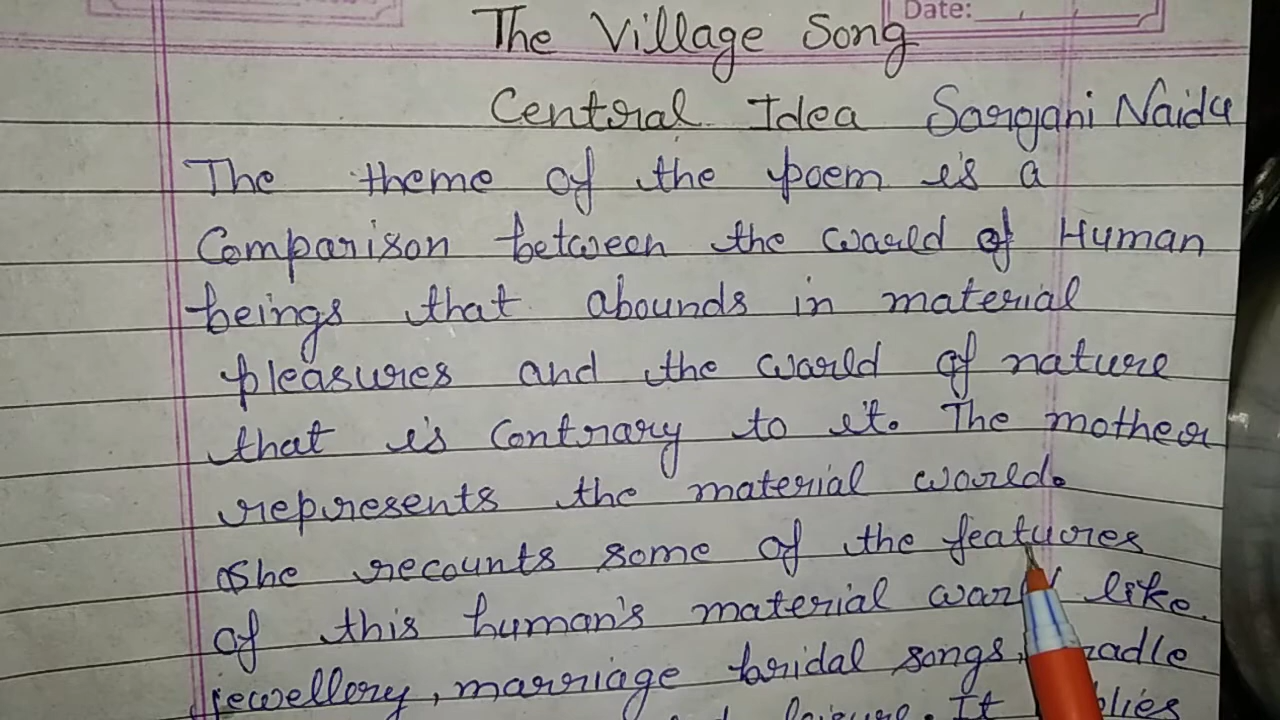 Date:
The Village Song
Central Idea Sarojani Naidu
The theme of the poem is a
Comparison between the world of Human
beings that abounds in material
pleasures and the world of nature
that is contrary to it. The mother
represents the material world.
She recounts some of the features
of this human's material world like
jewellery, marriage bridal songs, cradle
It